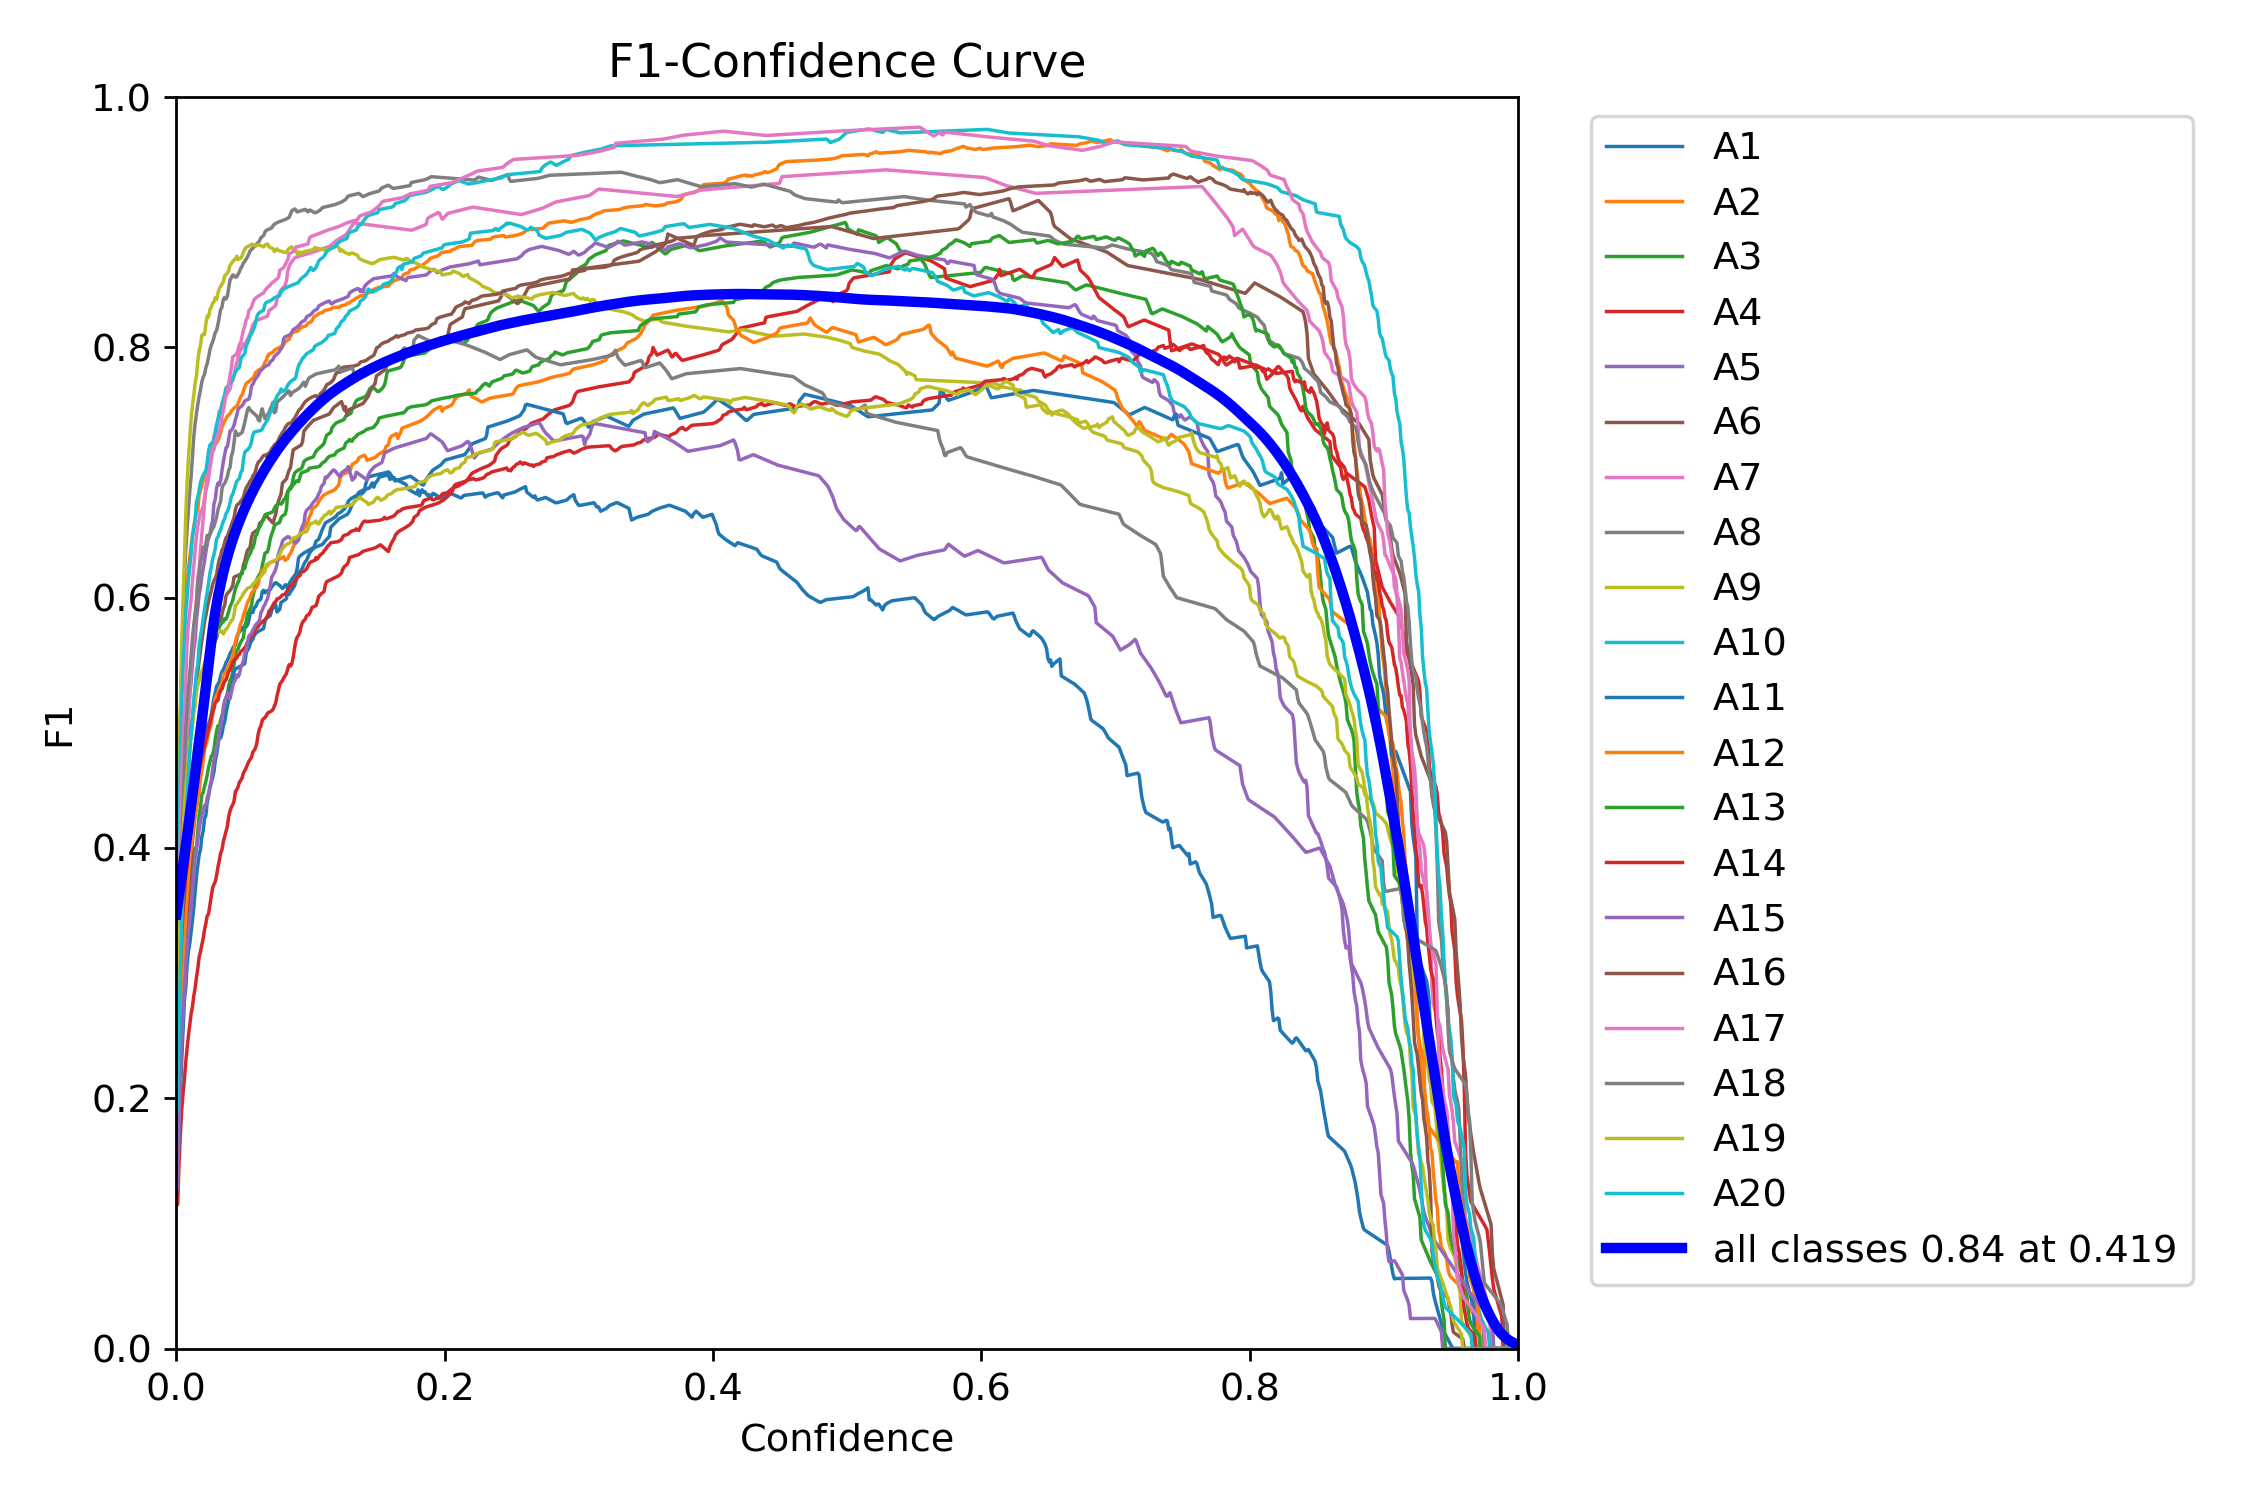 F1-Confidence Curve
1.0
0.8
0.6
0.4
0.2
0.0
F1
0.0 0.2 0.4 0.6 0.8 1.0
Confidence
A1
A2
A3
A4
A5
A6
A7
A8
A9
A10
A11
A12
A13
A14
A15
A16
A17
A18
A19
A20
all classes 0.84 at 0.419